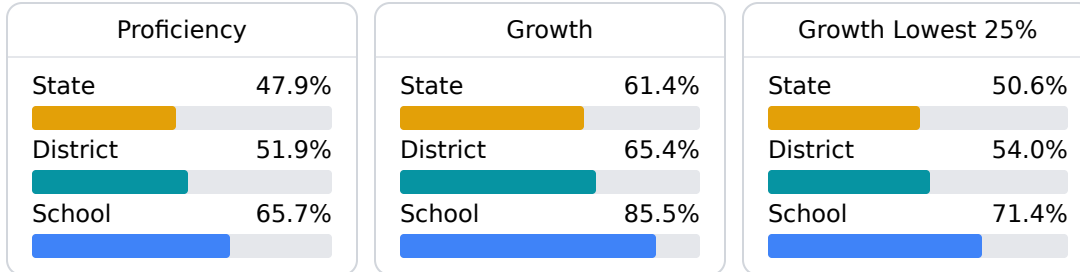 Proficiency
State 47.9%
District 51.9%
School 65.7%
Growth
State 61.4%
District 65.4%
School 85.5%
Growth Lowest 25%
State 50.6%
District 54.0%
School 71.4%